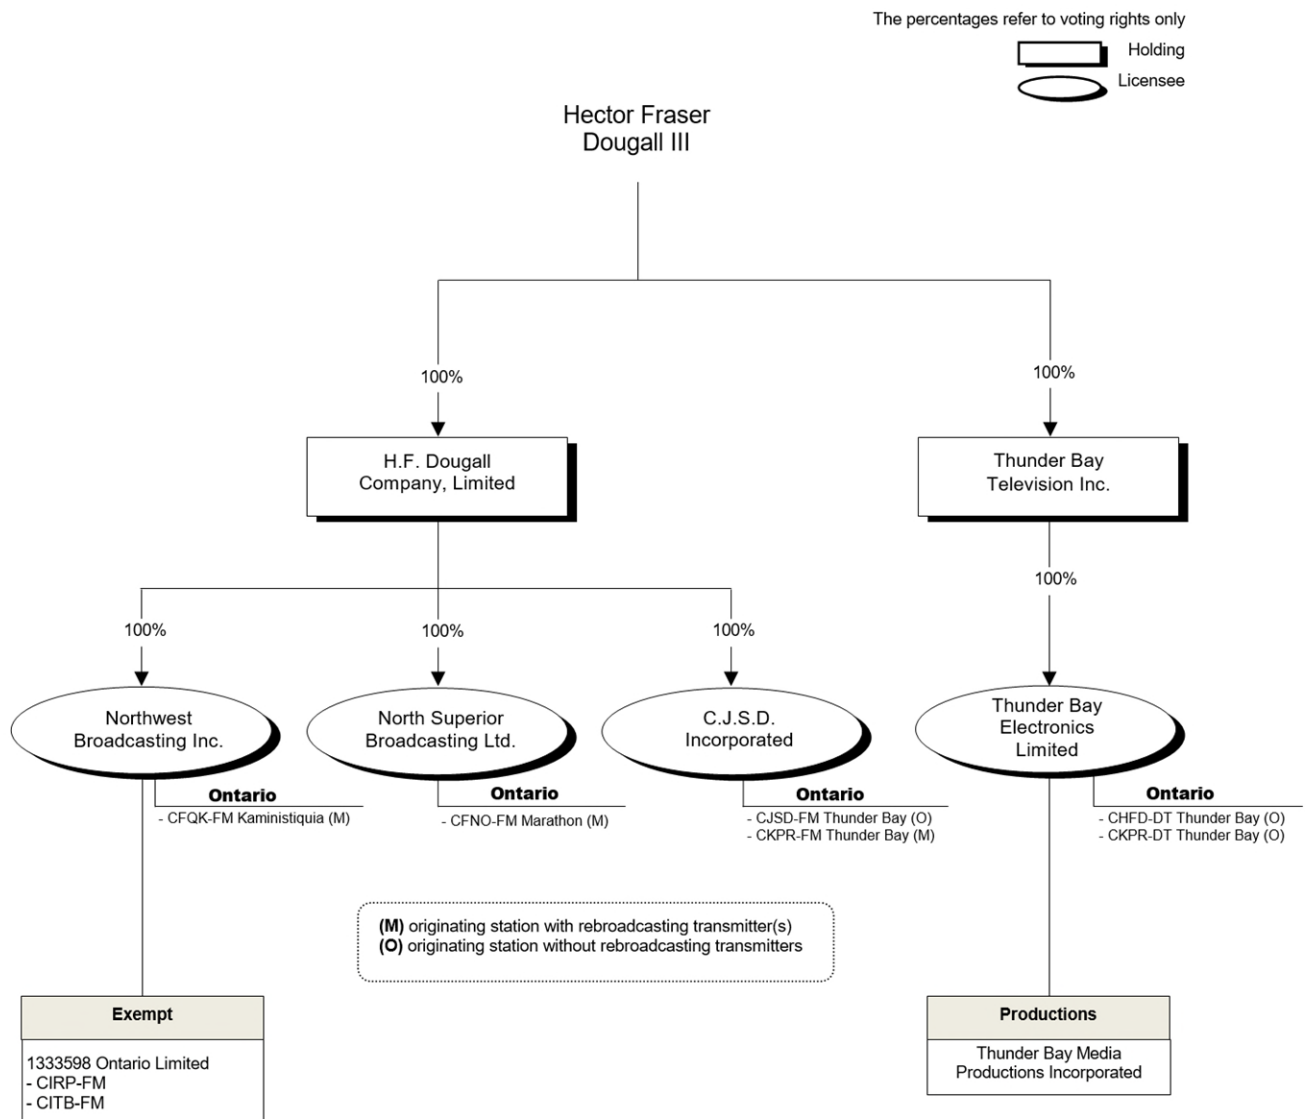 The percentages refer to voting rights only
Holding
Licensee
Hector Fraser
Dougall III
100%
100%
H.F. Dougall
Company, Limited
Thunder Bay
Television Inc.
100%
100%
100%
100%
Northwest
Broadcasting Inc.
North Superior
Broadcasting Ltd.
C.J.S.D.
Incorporated
Thunder Bay
Electronics
Limited
Ontario
- CFQK-FM Kaministiquia (M)
Ontario
- CFNO-FM Marathon (M)
Ontario
- CJSD-FM Thunder Bay (O)
- CKPR-FM Thunder Bay (M)
Ontario
- CHFD-DT Thunder Bay (O)
- CKPR-DT Thunder Bay (O)
(M) originating station with rebroadcasting transmitter(s)
(O) originating station without rebroadcasting transmitters
Exempt
1333598 Ontario Limited
- CIRP-FM
- CITB-FM
Productions
Thunder Bay Media
Productions Incorporated